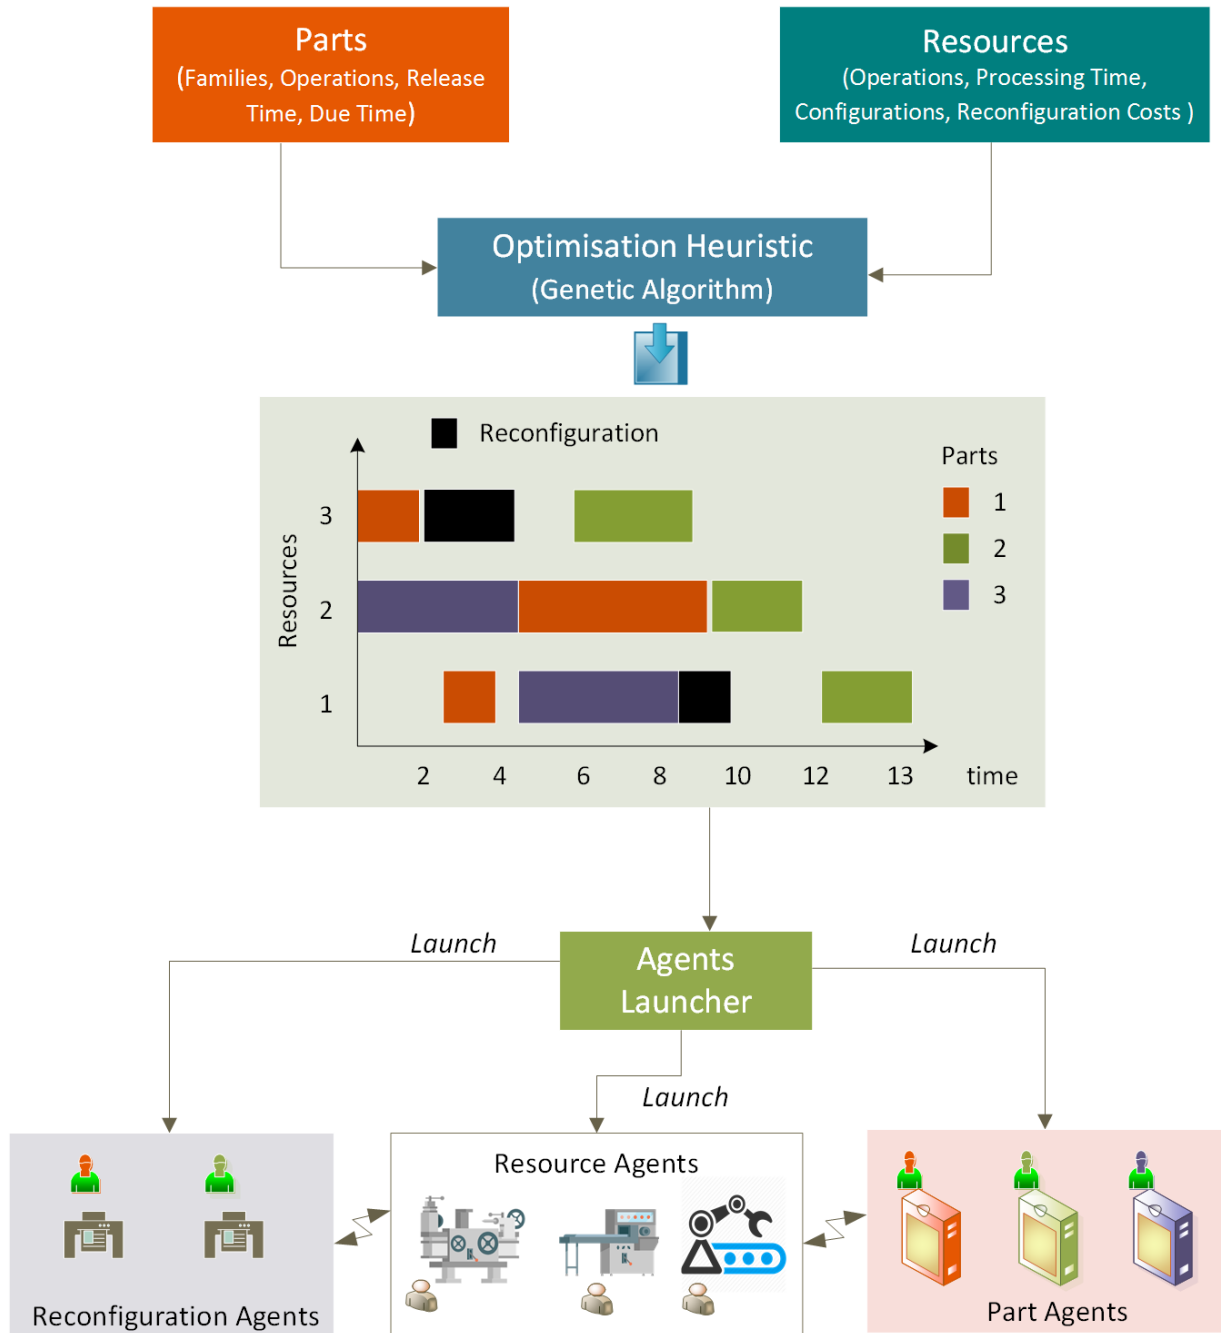 Parts
(Families, Operations, Release
Time, Due Time)
Resources
(Operations, Processing Time,
Configurations, Reconfiguration Costs )
Optimisation Heuristic
(Genetic Algorithm)
Reconfiguration
Parts
1
2
3
Resources
3
2
1
2 4 6 8 10 12 13 time
Launch
Agents
Launcher
Launch
Launch
Reconfiguration Agents
Resource Agents
Part Agents